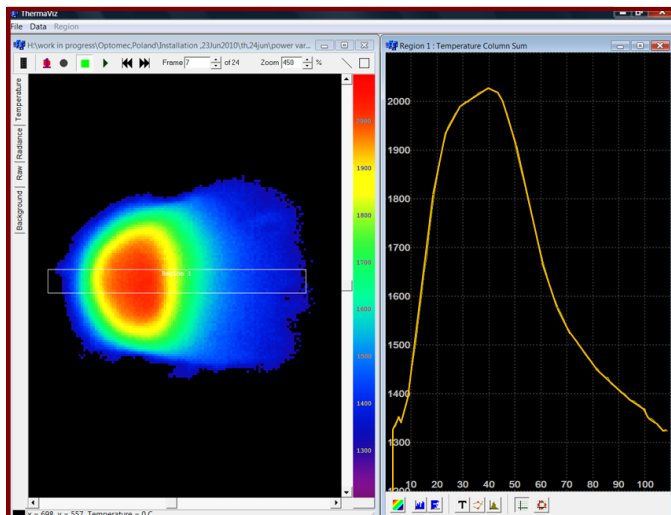 ThermaViz
File Data Region
H:\work in progress\Optomec,Poland\Installation ,23Jun2010\th,24jun\power var...
Frame 7 of 24 Zoom 450 %
Temperature
Radiance
Raw
Background
Region 1
2000
1900
1800
1700
1600
1500
1400
1300
x = 698 y = 557 Temperature = 0 C
Region 1 : Temperature Column Sum
2000
1900
1800
1700
1600
1500
1400
1300
1200
10 20 30 40 50 60 70 80 90 100
T